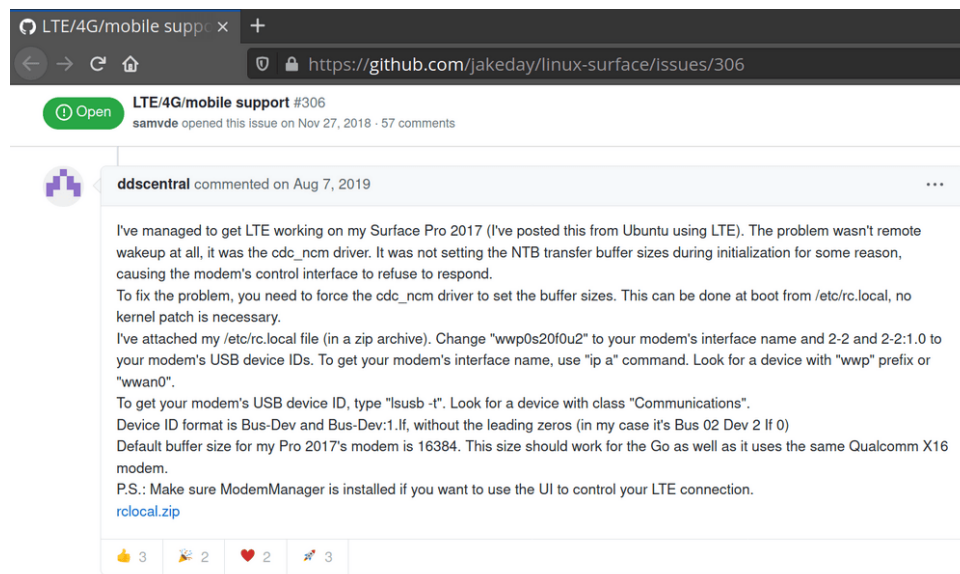 LTE/4G/mobile suppo
https://github.com/jakeday/linux-surface/issues/306
Open
LTE/4G/mobile support #306
samvde opened this issue on Nov 27, 2018 · 57 comments
ddscentral commented on Aug 7, 2019
I've managed to get LTE working on my Surface Pro 2017 (I've posted this from Ubuntu using LTE). The problem wasn't remote
wakeup at all, it was the cdc_ncm driver. It was not setting the NTB transfer buffer sizes during initialization for some reason,
causing the modem's control interface to refuse to respond.
To fix the problem, you need to force the cdc_ncm driver to set the buffer sizes. This can be done at boot from /etc/rc.local, no
kernel patch is necessary.
I've attached my /etc/rc.local file (in a zip archive). Change "wwp0s20f0u2" to your modem's interface name and 2-2 and 2-2:1.0 to
your modem's USB device IDs. To get your modem's interface name, use "ip a" command. Look for a device with "wwp" prefix or
"wwan0".
To get your modem's USB device ID, type "lsusb -t". Look for a device with class "Communications".
Device ID format is Bus-Dev and Bus-Dev:1.If, without the leading zeros (in my case it's Bus 02 Dev 2 If 0)
Default buffer size for my Pro 2017's modem is 16384. This size should work for the Go as well as it uses the same Qualcomm X16
modem.
P.S.: Make sure ModemManager is installed if you want to use the UI to control your LTE connection.
rclocal.zip
3 2 2 3